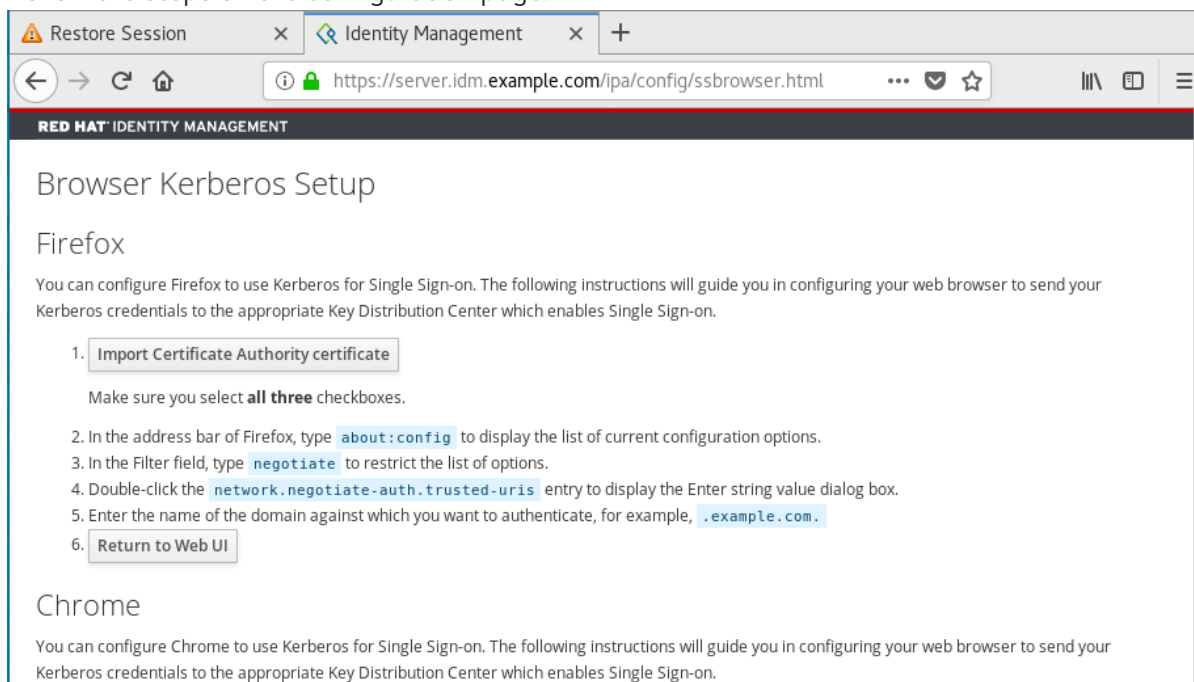 Restore Session
Identity Management
https://server.idm.example.com/ipa/config/ssbrowser.html
RED HAT® IDENTITY MANAGEMENT
Browser Kerberos Setup
Firefox
You can configure Firefox to use Kerberos for Single Sign-on. The following instructions will guide you in configuring your web browser to send your
Kerberos credentials to the appropriate Key Distribution Center which enables Single Sign-on.
1. Import Certificate Authority certificate
Make sure you select all three checkboxes.
2. In the address bar of Firefox, type about:config to display the list of current configuration options.
3. In the Filter field, type negotiate to restrict the list of options.
4. Double-click the network.negotiate-auth.trusted-uris entry to display the Enter string value dialog box.
5. Enter the name of the domain against which you want to authenticate, for example, .example.com.
6. Return to Web UI
Chrome
You can configure Chrome to use Kerberos for Single Sign-on. The following instructions will guide you in configuring your web browser to send your
Kerberos credentials to the appropriate Key Distribution Center which enables Single Sign-on.